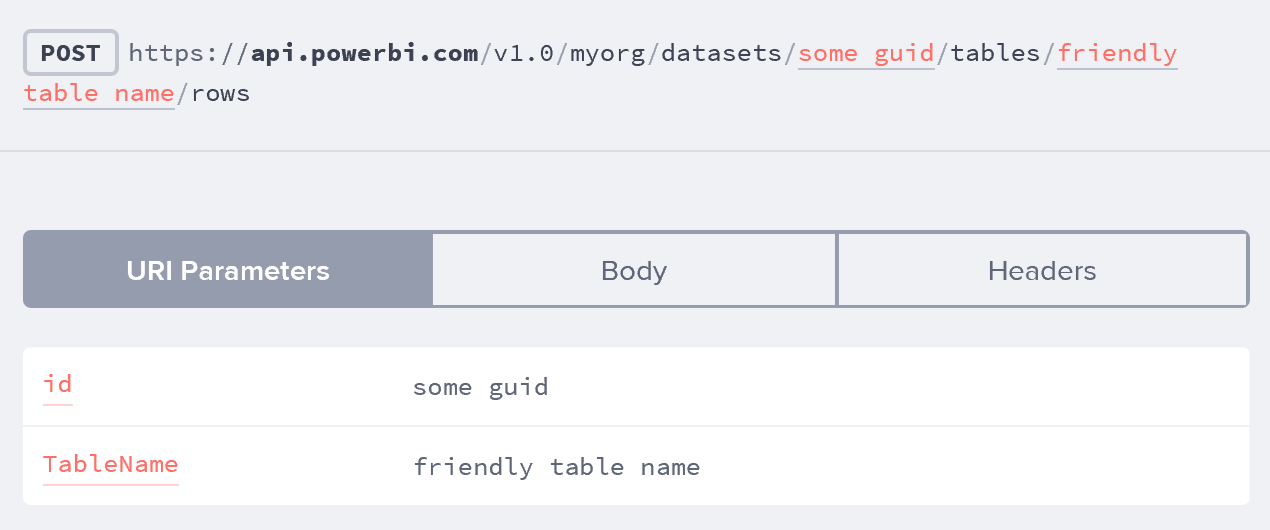 POST https://api.powerbi.com/v1.0/myorg/datasets/some guid/tables/friendly
table name/rows
URI Parameters Body Headers
id some guid
TableName friendly table name